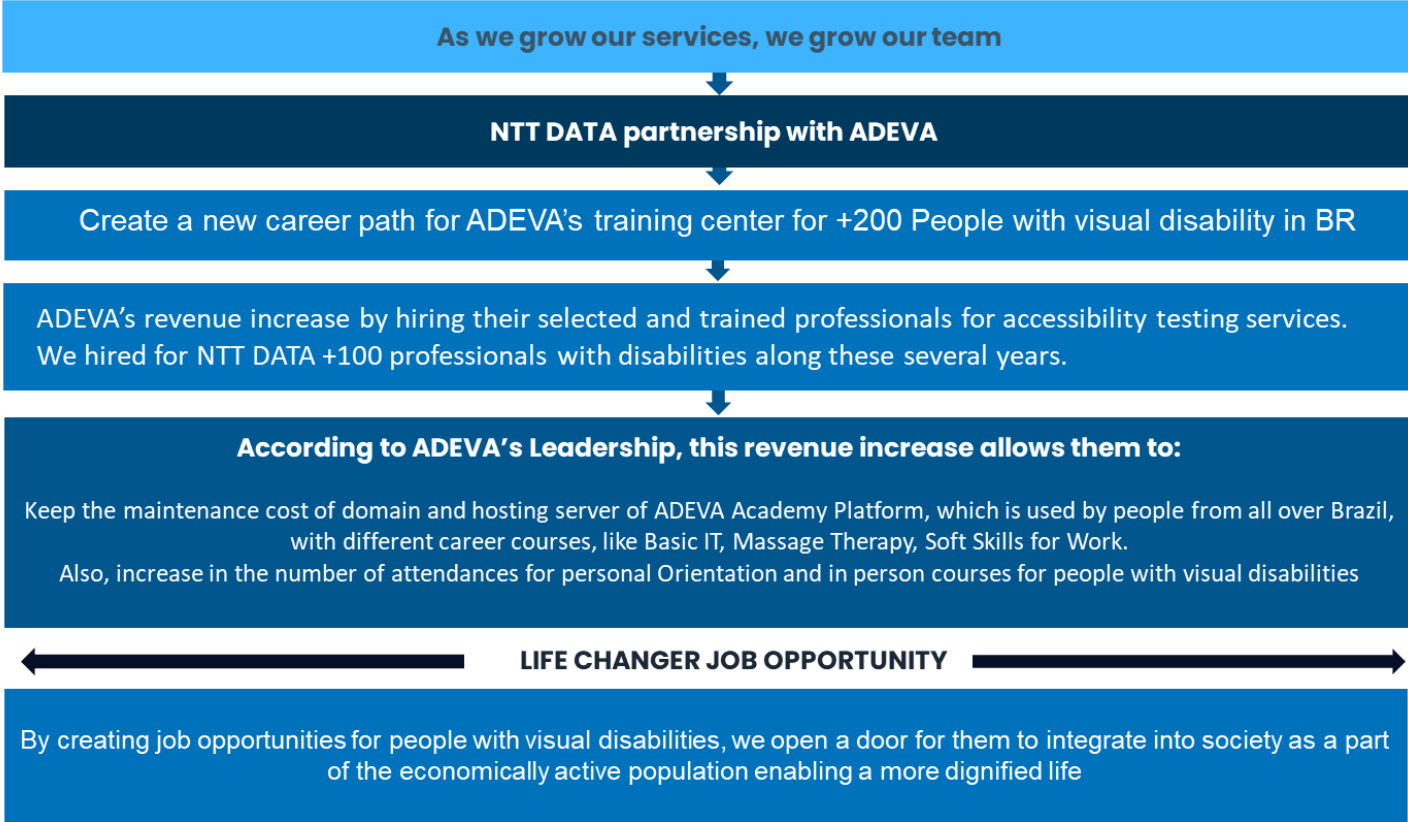 As we grow our services, we grow our team
NTT DATA partnership with ADEVA
Create a new career path for ADEVA's training center for +200 People with visual disability in BR
ADEVA's revenue increase by hiring their selected and trained professionals for accessibility testing services.
We hired for NTT DATA +100 professionals with disabilities along these several years.
According to ADEVA's Leadership, this revenue increase allows them to:
Keep the maintenance cost of domain and hosting server of ADEVA Academy Platform, which is used by people from all over Brazil,
with different career courses, like Basic IT, Massage Therapy, Soft Skills for Work.
Also, increase in the number of attendances for personal Orientation and in person courses for people with visual disabilities
LIFE CHANGER JOB OPPORTUNITY
By creating job opportunities for people with visual disabilities, we open a door for them to integrate into society as a part
of the economically active population enabling a more dignified life